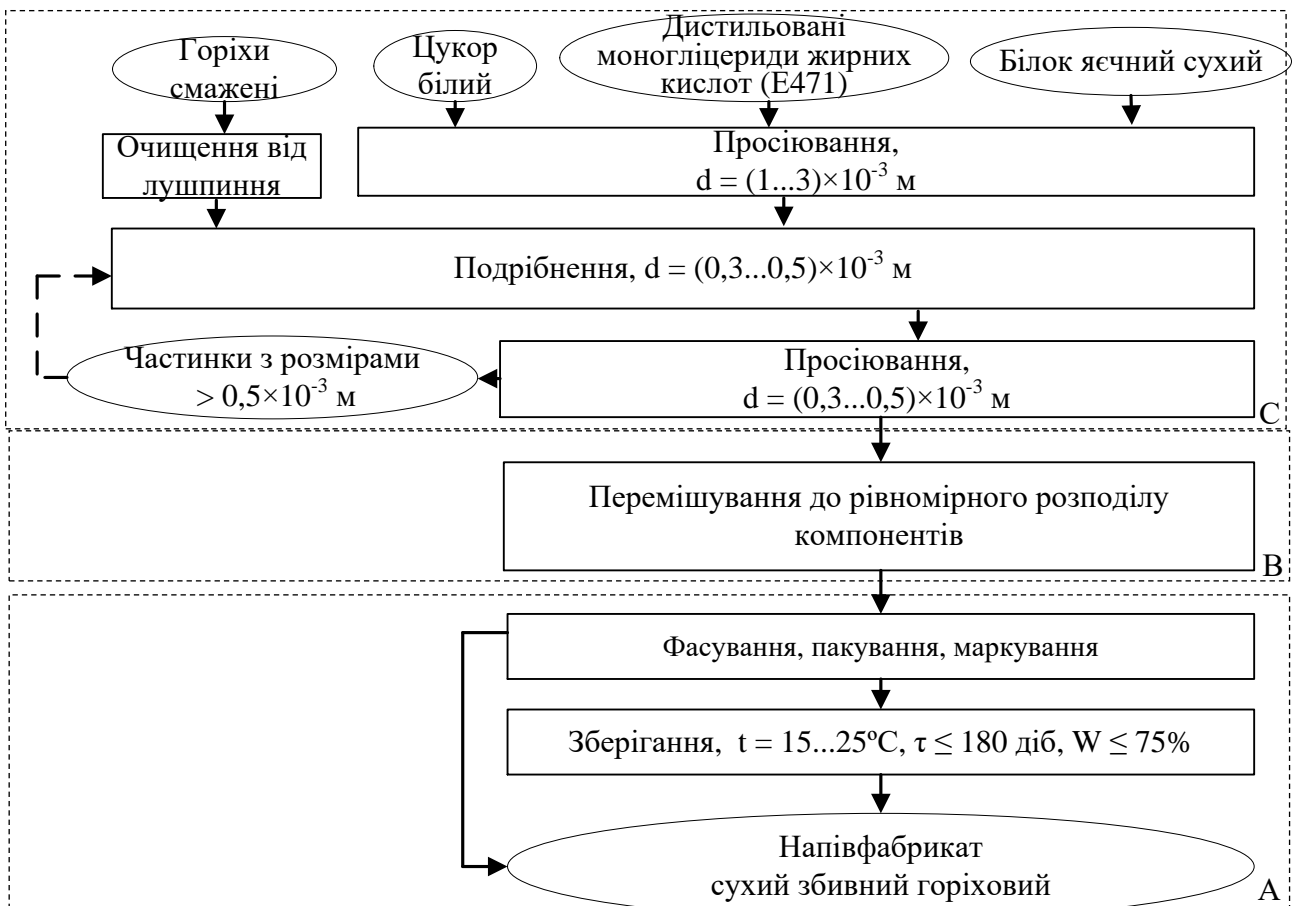 Горіхи
смажені
Цукор
білий
Дистильовані
моногліцериди жирних
кислот (Е471)
Білок яєчний сухий
Очищення від
лушпиння
Просіювання,
d = (1...3)×10⁻³ м
Подрібнення, d = (0,3...0,5)×10⁻³ м
Частинки з розмірами
> 0,5×10⁻³ м
Просіювання,
d = (0,3...0,5)×10⁻³ м
C
Перемішування до рівномірного розподілу
компонентів
B
Фасування, пакування, маркування
Зберігання, t = 15...25ºС, τ ≤ 180 діб, W ≤ 75%
Напівфабрикат
сухий збивний горіховий
A